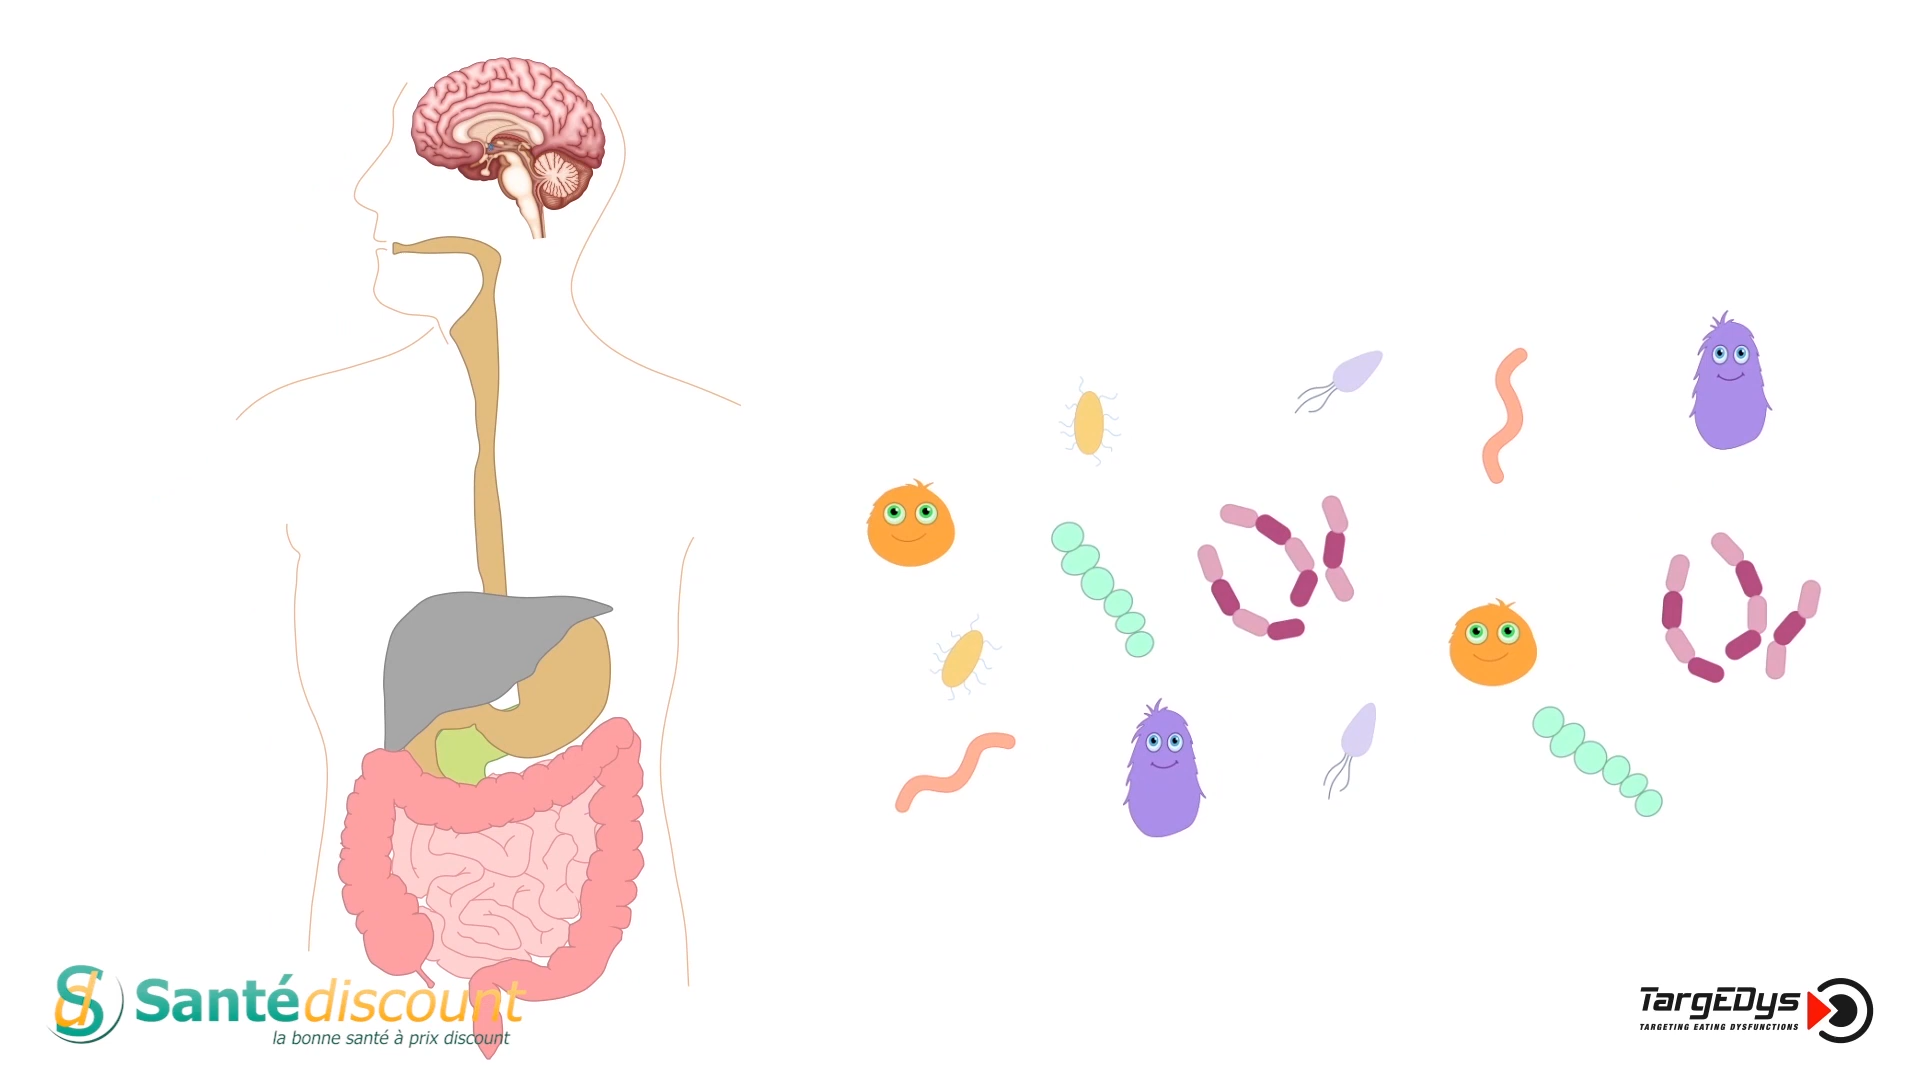 Santédiscount
la bonne santé à prix discount
TargEDys
TARGETING EATING DYSFUNCTIONS